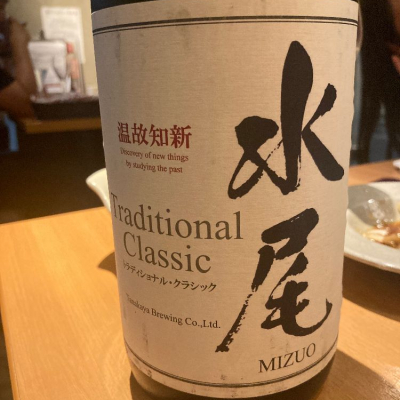 水尾
MIZUO
温故知新
Discovery of new things
by studying the past
Traditional
Classic
トラディショナル・クラシック
Tanakaya Brewing Co.,Ltd.